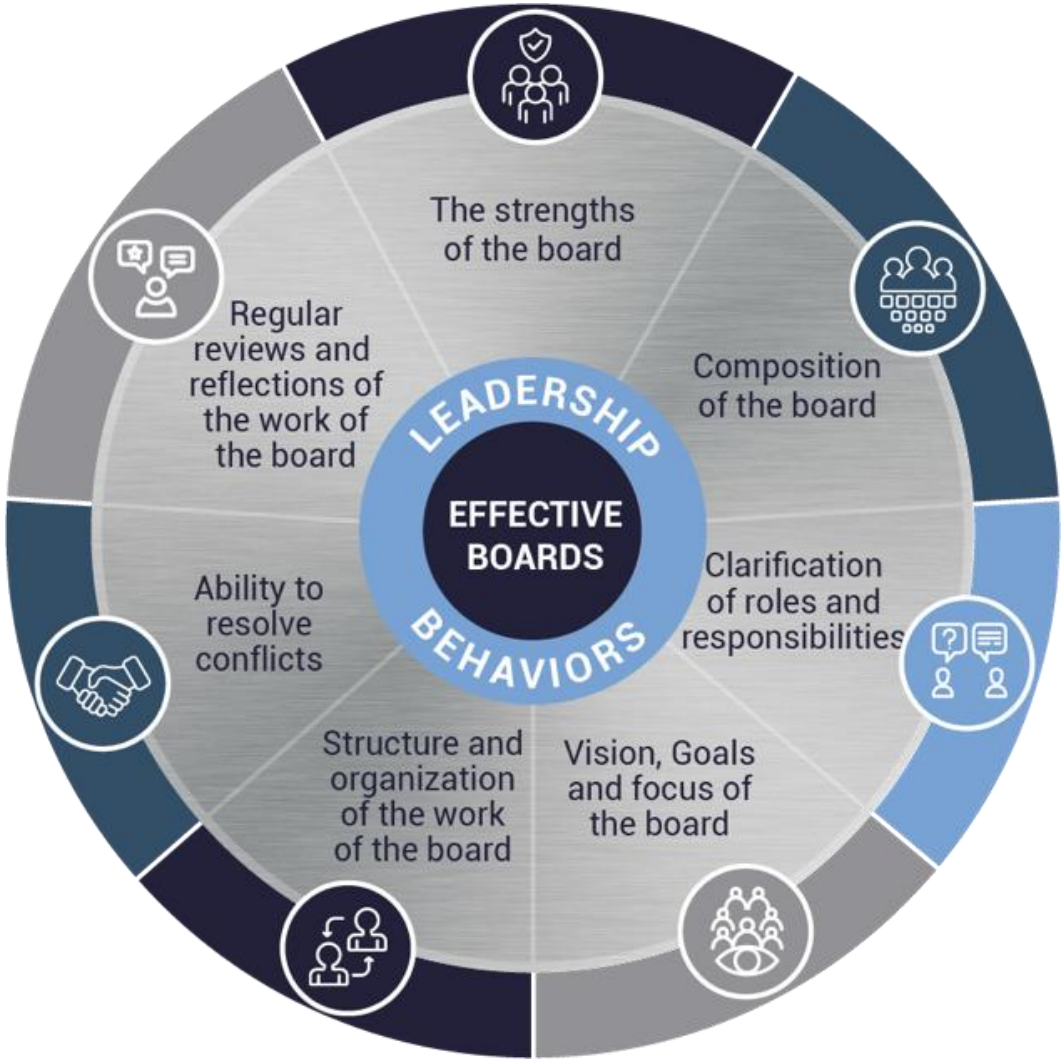 The strengths
of the board
Composition
of the board
Clarification
of roles and
responsibilities
Vision, Goals
and focus of
the board
Structure and
organization
of the work
of the board
Ability to
resolve
conflicts
Regular
reviews and
reflections of
the work of
the board
LEADERSHIP
EFFECTIVE
BOARDS
BEHAVIORS
?